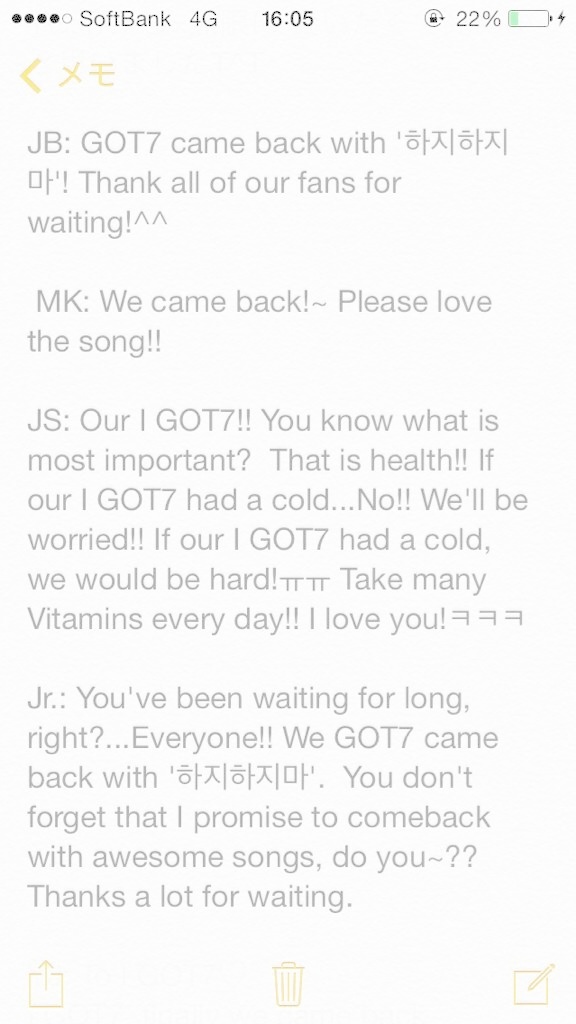 SoftBank 4G 16:05 22%
メモ
JB: GOT7 came back with '하지하지
마'! Thank all of our fans for
waiting!^^
MK: We came back!~ Please love
the song!!
JS: Our I GOT7!! You know what is
most important?  That is health!! If
our I GOT7 had a cold...No!! We'll be
worried!! If our I GOT7 had a cold,
we would be hard!ㅠㅠ Take many
Vitamins every day!! I love you!ㅋㅋㅋ
Jr.: You've been waiting for long,
right?...Everyone!! We GOT7 came
back with '하지하지마'.  You don't
forget that I promise to comeback
with awesome songs, do you~??
Thanks a lot for waiting.